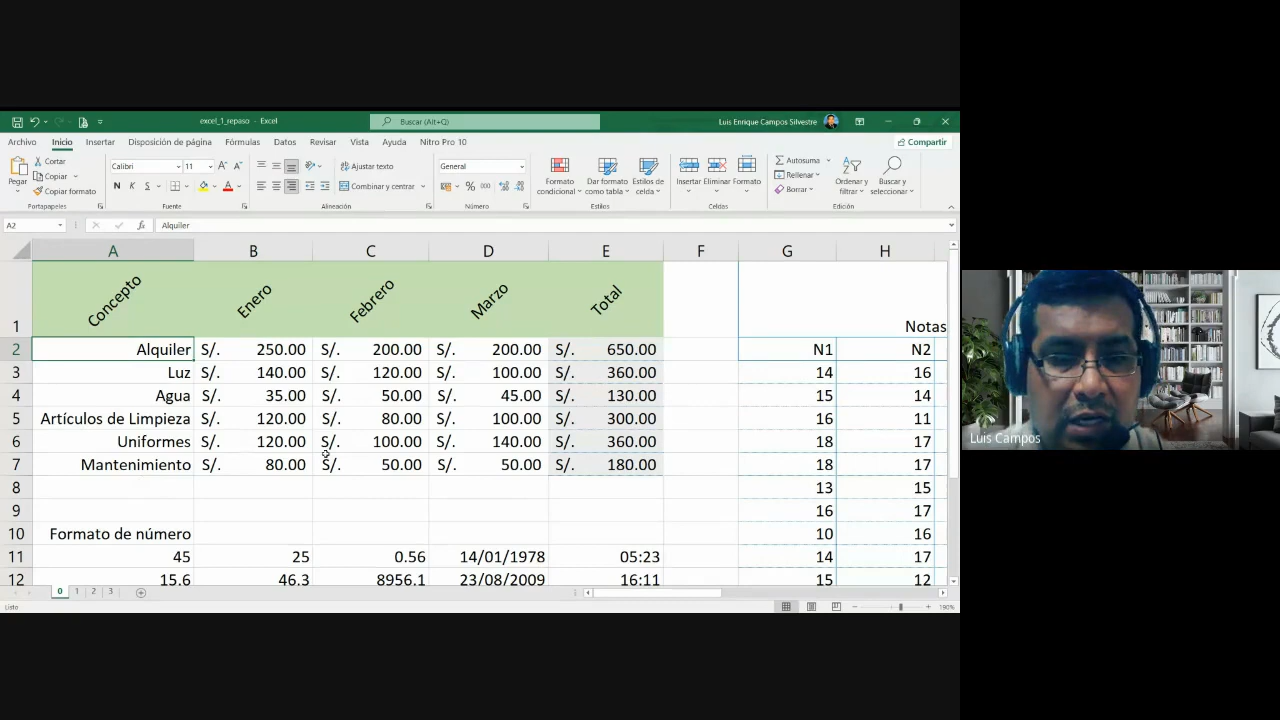 excel_1_repaso - Excel
Buscar (Alt+Q)
Luis Enrique Campos Silvestre
Archivo Inicio Insertar Disposición de página Fórmulas Datos Revisar Vista Ayuda Nitro Pro 10 Compartir
Pegar
Cortar
Copiar
Copiar formato
Portapapeles
Calibri 11
N K S
Fuente
Ajustar texto
Combinar y centrar
Alineación
General
% 000
Número
Formato condicional
Dar formato como tabla
Estilos de celda
Estilos
Insertar Eliminar Formato
Celdas
Autosuma
Rellenar
Borrar
Ordenar y filtrar
Buscar y seleccionar
Edición
A2 fx Alquiler
A B C D E F G H
1 Concepto Enero Febrero Marzo Total Notas
2 Alquiler S/. 250.00 S/. 200.00 S/. 200.00 S/. 650.00 N1 N2
3 Luz S/. 140.00 S/. 120.00 S/. 100.00 S/. 360.00 14 16
4 Agua S/. 35.00 S/. 50.00 S/. 45.00 S/. 130.00 15 14
5 Artículos de Limpieza S/. 120.00 S/. 80.00 S/. 100.00 S/. 300.00 16 11
6 Uniformes S/. 120.00 S/. 100.00 S/. 140.00 S/. 360.00 18 17
7 Mantenimiento S/. 80.00 S/. 50.00 S/. 50.00 S/. 180.00 18 17
8 13 15
9 16 17
10 Formato de número 10 16
11 45 25 0.56 14/01/1978 05:23 14 17
12 15.6 46.3 8956.1 23/08/2009 16:11 15 12
0 1 2 3
Listo
190%
Luis Campos